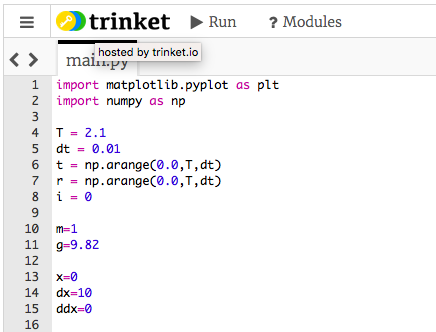 trinket Run ? Modules
hosted by trinket.io
main.py
1 import matplotlib.pyplot as plt
2 import numpy as np
3
4 T = 2.1
5 dt = 0.01
6 t = np.arange(0.0,T,dt)
7 r = np.arange(0.0,T,dt)
8 i = 0
9
10 m=1
11 g=9.82
12
13 x=0
14 dx=10
15 ddx=0
16